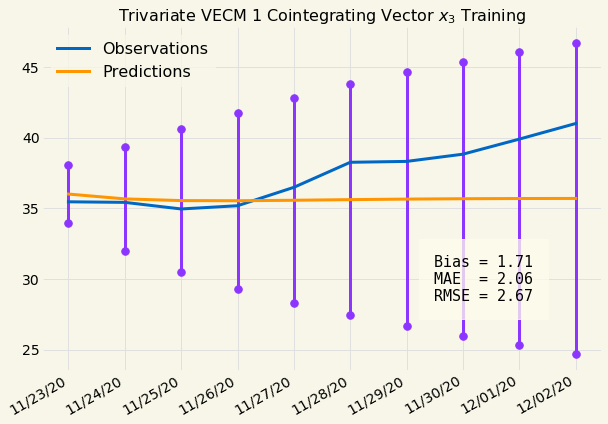 Trivariate VECM 1 Cointegrating Vector x₃ Training
Observations
Predictions
45
40
35
30
25
Bias = 1.71
MAE  = 2.06
RMSE = 2.67
11/23/20
11/24/20
11/25/20
11/26/20
11/27/20
11/28/20
11/29/20
11/30/20
12/01/20
12/02/20